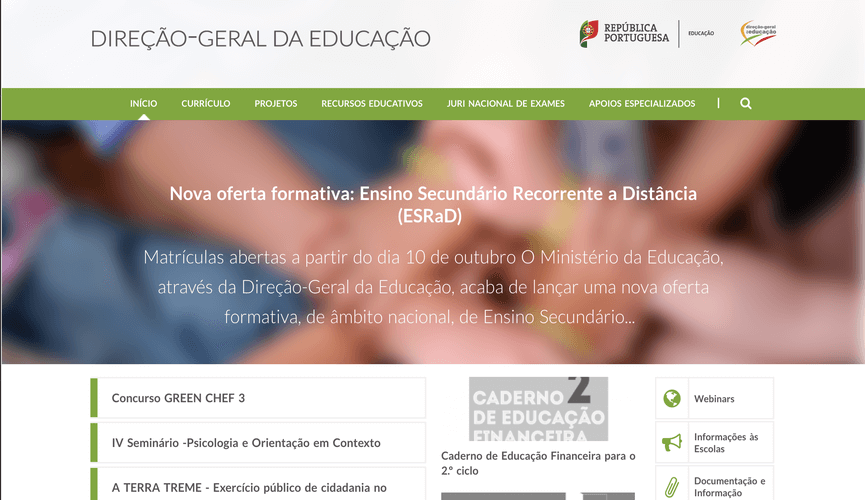 DIREÇÃO-GERAL DA EDUCAÇÃO
REPÚBLICA
PORTUGUESA
EDUCAÇÃO
direção-geral
da educação
INÍCIO CURRÍCULO PROJETOS RECURSOS EDUCATIVOS JURI NACIONAL DE EXAMES APOIOS ESPECIALIZADOS
Nova oferta formativa: Ensino Secundário Recorrente a Distância
(ESRaD)
Matrículas abertas a partir do dia 10 de outubro O Ministério da Educação,
através da Direção-Geral da Educação, acaba de lançar uma nova oferta
formativa, de âmbito nacional, de Ensino Secundário...
Concurso GREEN CHEF 3
IV Seminário -Psicologia e Orientação em Contexto
A TERRA TREME - Exercício público de cidadania no
CADERNO 2
DE EDUCAÇÃO
FINANCEIRA
Caderno de Educação Financeira para o
2.º ciclo
Webinars
Informações às
Escolas
Documentação e
Informação